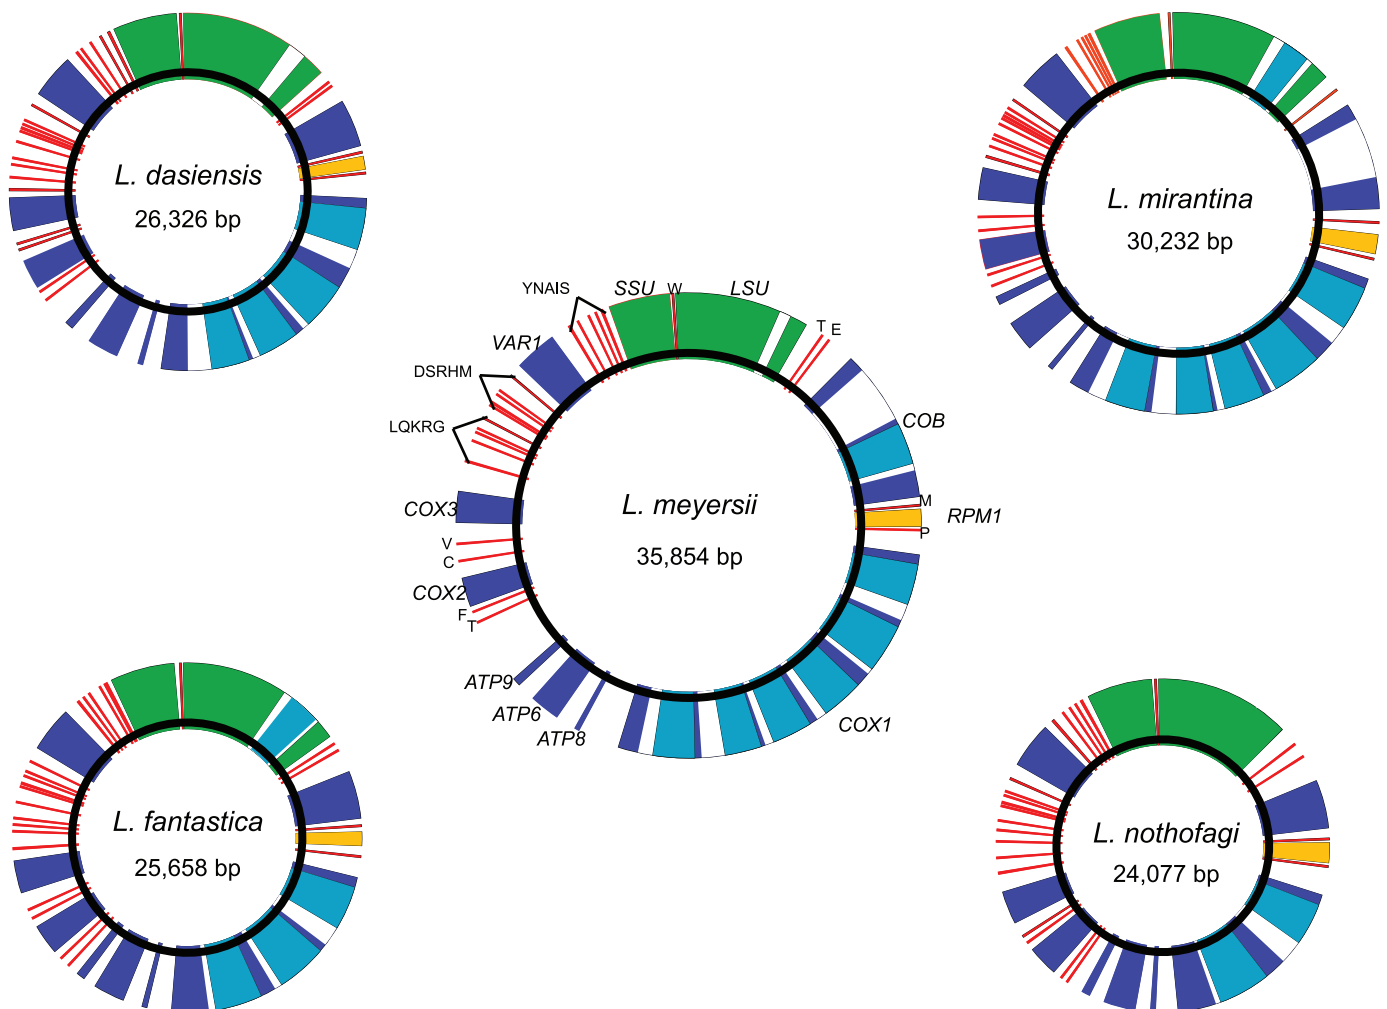 L. dasiensis
26,326 bp
L. mirantina
30,232 bp
YNAIS
SSU
W
LSU
T E
VAR1
DSRHM
LQKRG
COB
COX3
L. meyersii
35,854 bp
M
RPM1
P
V
C
COX2
F
T
ATP9
ATP6
ATP8
COX1
L. fantastica
25,658 bp
L. nothofagi
24,077 bp